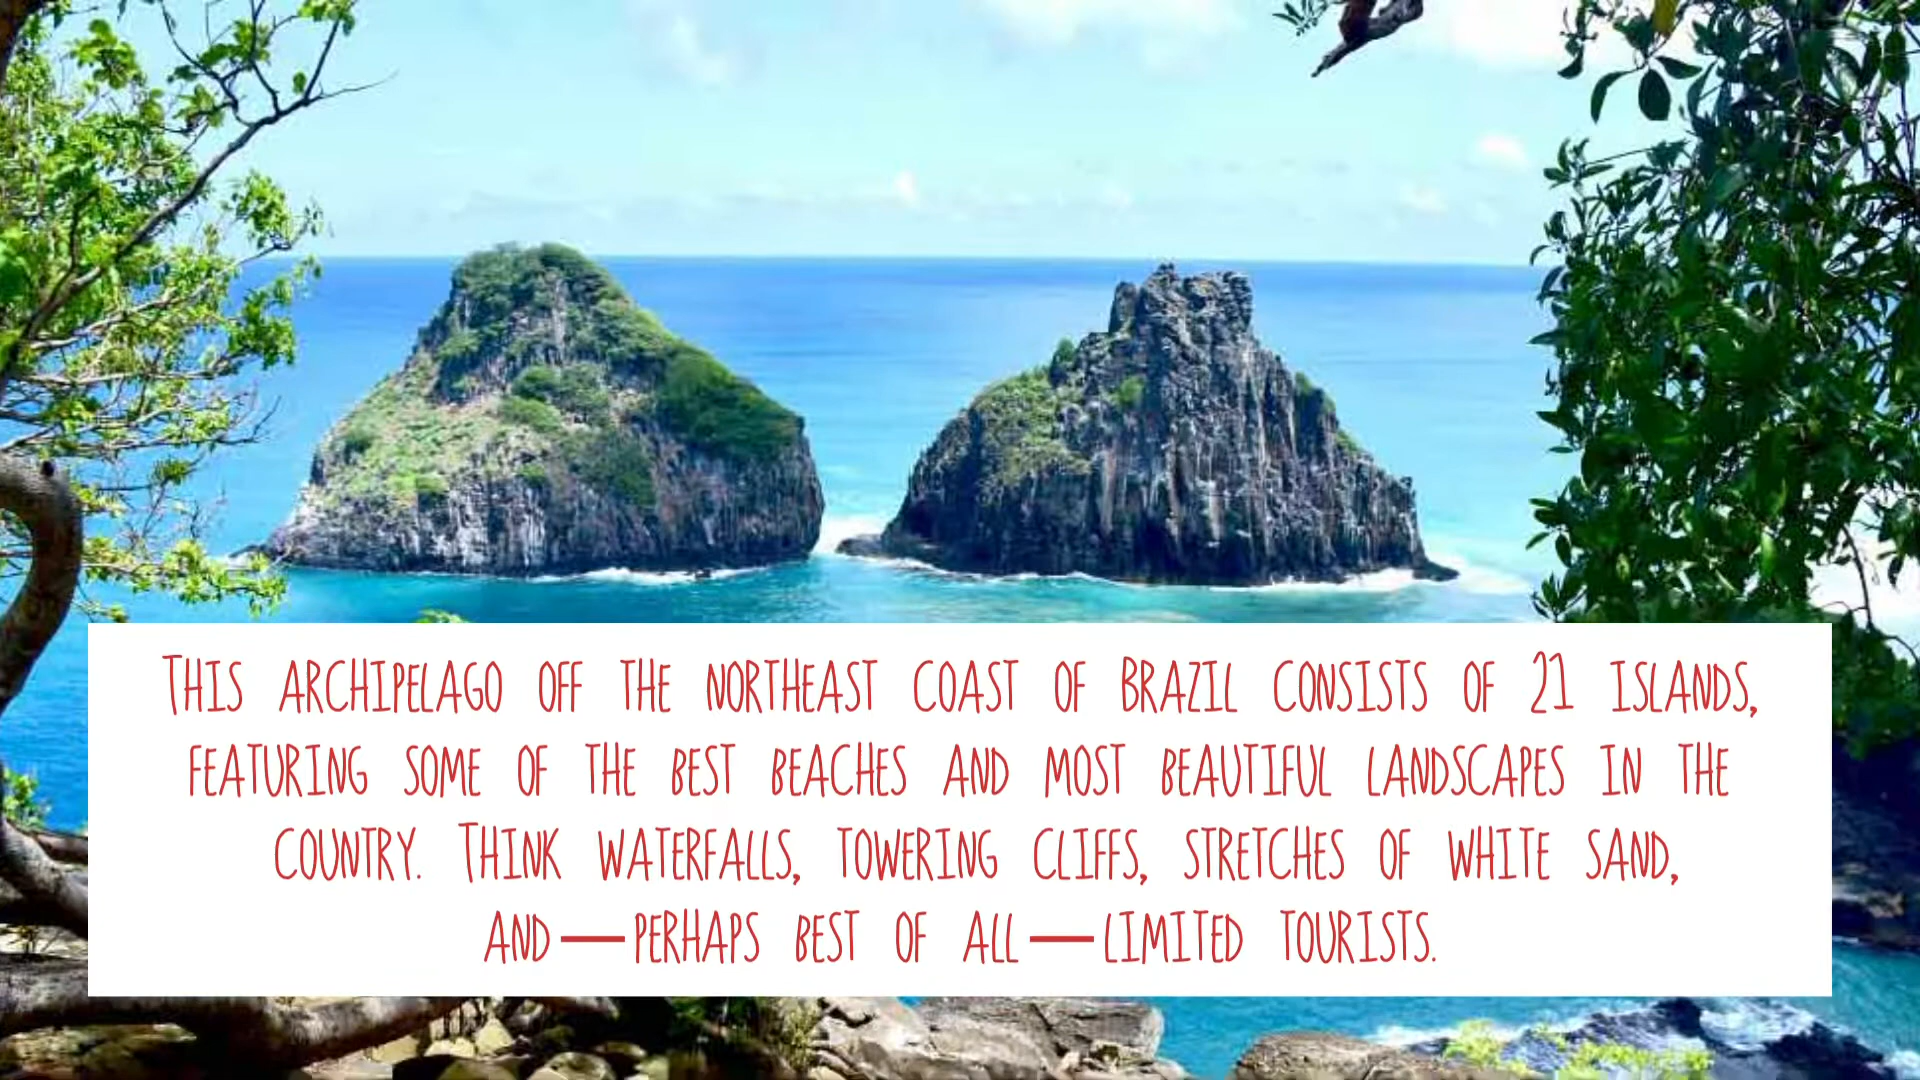 This archipelago off the northeast coast of Brazil consists of 21 islands,
featuring some of the best beaches and most beautiful landscapes in the
country. Think waterfalls, towering cliffs, stretches of white sand,
and—perhaps best of all—limited tourists.